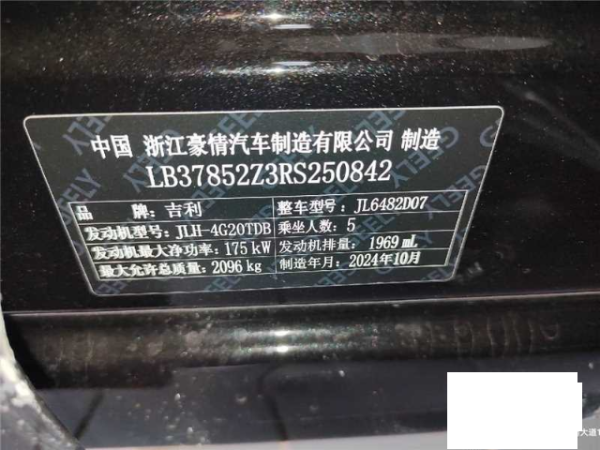 中国 浙江豪情汽车制造有限公司 制造
LB37852Z3RS250842
品牌:吉利 整车型号:JL6482D07
发动机型号:JLH-4G20TDB 乘坐人数:5
发动机最大净功率:175 kW 发动机排量:1969 mL
最大允许总质量:2096 kg 制造年月:2024年10月
GEELY
大道1